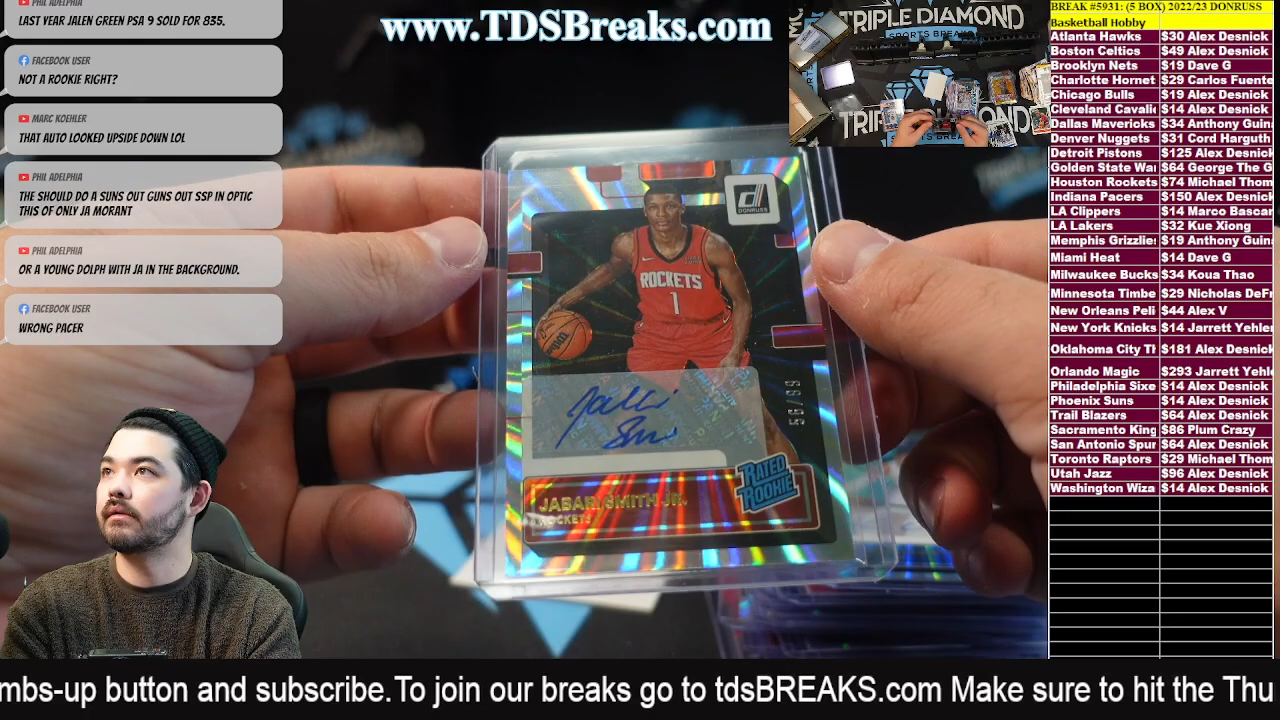 PHIL ADELPHIA
LAST YEAR JALEN GREEN PSA 9 SOLD FOR 835.
FACEBOOK USER
NOT A ROOKIE RIGHT?
MARC KOEHLER
THAT AUTO LOOKED UPSIDE DOWN LOL
PHIL ADELPHIA
THE SHOULD DO A SUNS OUT GUNS OUT SSP IN OPTIC
THIS OF ONLY JA MORANT
PHIL ADELPHIA
OR A YOUNG DOLPH WITH JA IN THE BACKGROUND.
FACEBOOK USER
WRONG PACER
www.TDSBreaks.com
TRIPLE DIAMOND
SPORTS BREAKS
TRIPLE DIAMOND
DONRUSS
ROCKETS
1
56/99
RATED
ROOKIE
JABARI SMITH JR.
ROCKETS
BREAK #5931: (5 BOX) 2022/23 DONRUSS
Basketball Hobby
Atlanta Hawks $30 Alex Desnick
Boston Celtics $49 Alex Desnick
Brooklyn Nets $19 Dave G
Charlotte Hornet $29 Carlos Fuente
Chicago Bulls $19 Alex Desnick
Cleveland Cavali $14 Alex Desnick
Dallas Mavericks $34 Anthony Guin
Denver Nuggets $31 Cord Harguth
Detroit Pistons $125 Alex Desnick
Golden State Wa $64 George The G
Houston Rockets $74 Michael Thom
Indiana Pacers $150 Alex Desnick
LA Clippers $14 Marco Bascar
LA Lakers $32 Kue Xiong
Memphis Grizzlie $19 Anthony Guin
Miami Heat $14 Dave G
Milwaukee Bucks $34 Koua Thao
Minnesota Timbe $29 Nicholas DeFr
New Orleans Peli $44 Alex V
New York Knicks $14 Jarrett Yehle
Oklahoma City Th $181 Alex Desnick
Orlando Magic $293 Jarrett Yehl
Philadelphia Sixe $14 Alex Desnick
Phoenix Suns $14 Alex Desnick
Trail Blazers $64 Alex Desnick
Sacramento King $86 Plum Crazy
San Antonio Spur $64 Alex Desnick
Toronto Raptors $29 Michael Thom
Utah Jazz $96 Alex Desnick
Washington Wiza $14 Alex Desnick
mbs-up button and subscribe.To join our breaks go to tdsBREAKS.com Make sure to hit the Thu